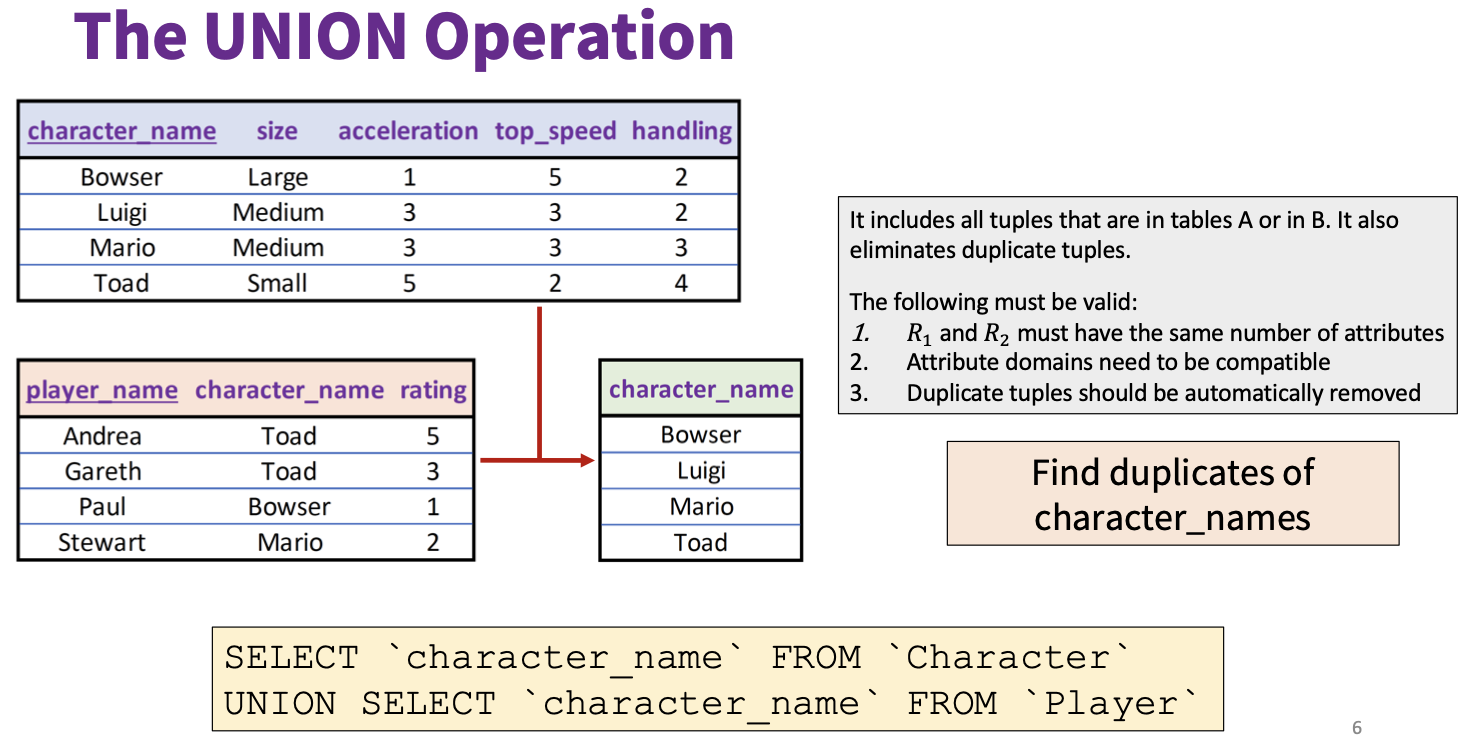 The UNION Operation
character_name size acceleration top_speed handling
Bowser Large 1 5 2
Luigi Medium 3 3 2
Mario Medium 3 3 3
Toad Small 5 2 4
It includes all tuples that are in tables A or in B. It also
eliminates duplicate tuples.
The following must be valid:
1. R₁ and R₂ must have the same number of attributes
2. Attribute domains need to be compatible
3. Duplicate tuples should be automatically removed
player_name character_name rating
Andrea Toad 5
Gareth Toad 3
Paul Bowser 1
Stewart Mario 2
character_name
Bowser
Luigi
Mario
Toad
Find duplicates of
character_names
SELECT `character_name` FROM `Character`
UNION SELECT `character_name` FROM `Player`
6